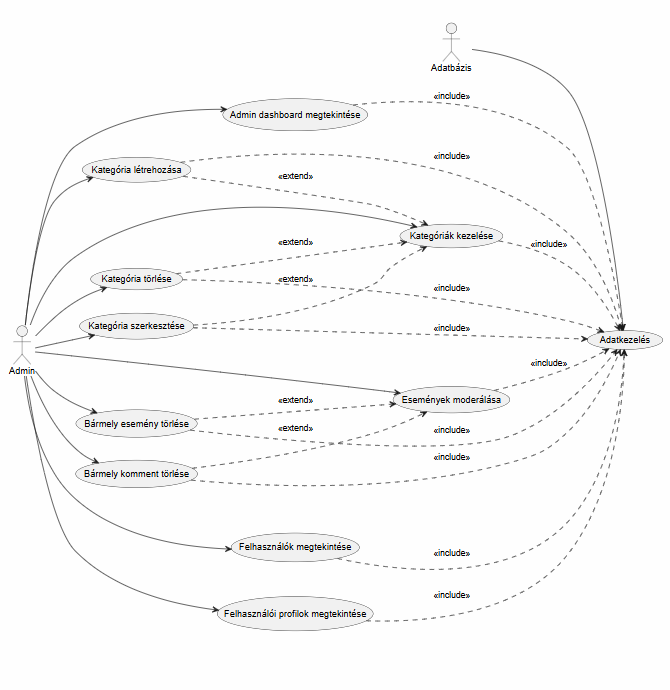 Adatbázis
«include»
Admin dashboard megtekintése
«include»
Kategória létrehozása
«extend»
Kategóriák kezelése
«extend»
«include»
Kategória törlése
«extend»
«include»
Kategória szerkesztése
«include»
Adatkezelés
Admin
«include»
Események moderálása
«extend»
Bármely esemény törlése
«extend»
«include»
«include»
Bármely komment törlése
Felhasználók megtekintése
«include»
«include»
Felhasználói profilok megtekintése